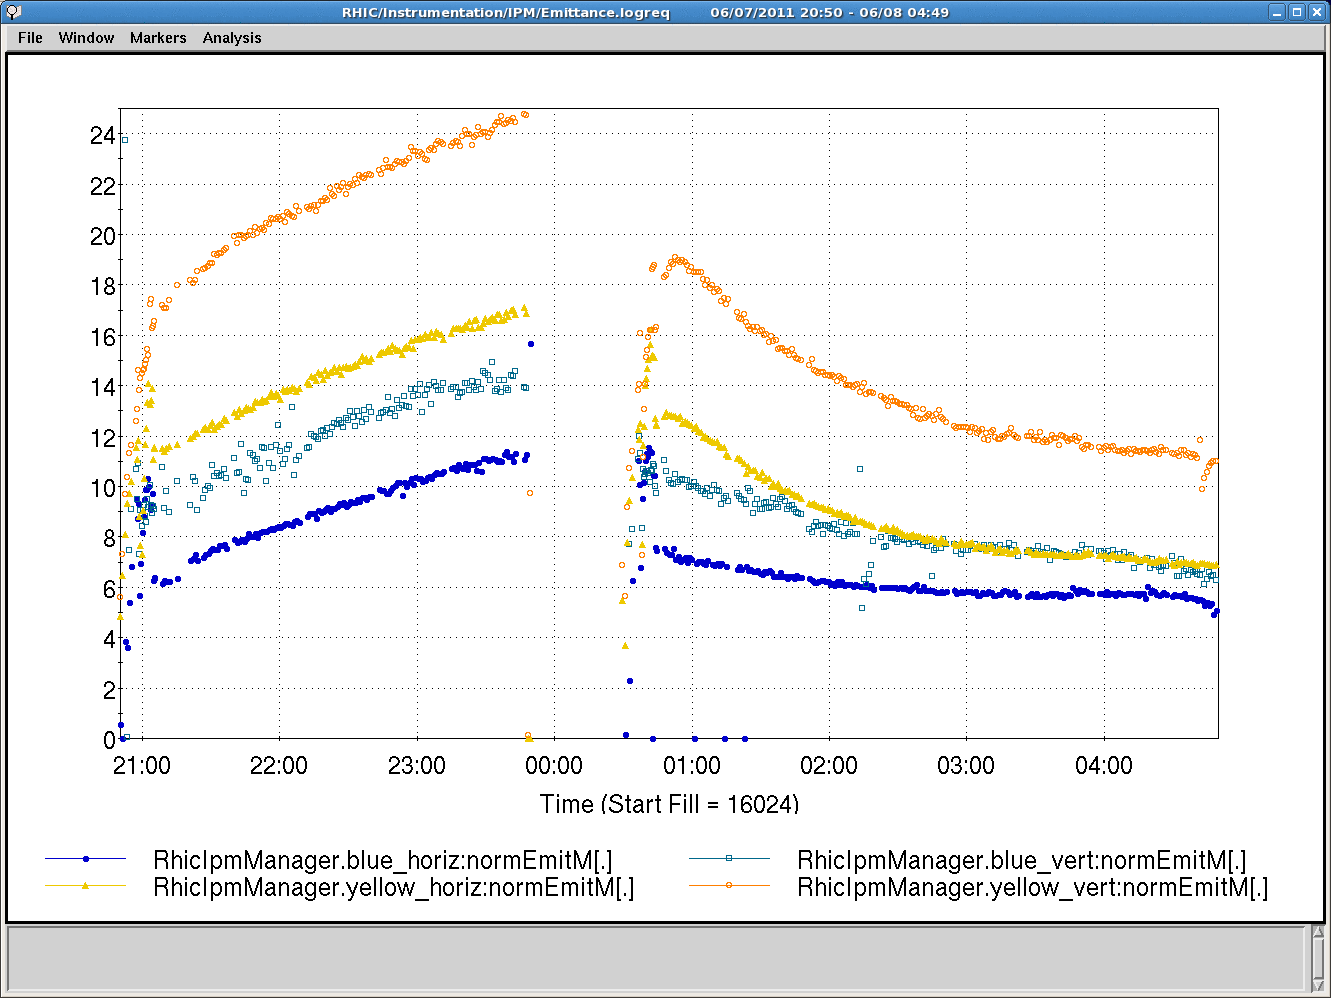 RHIC/Instrumentation/IPM/Emittance.logreq 06/07/2011 20:50 - 06/08 04:49
File Window Markers Analysis
24
22
20
18
16
14
12
10
8
6
4
2
0
21:00 22:00 23:00 00:00 01:00 02:00 03:00 04:00
Time (Start Fill = 16024)
RhicIpmManager.blue_horiz:normEmitM[.] RhicIpmManager.blue_vert:normEmitM[.]
RhicIpmManager.yellow_horiz:normEmitM[.] RhicIpmManager.yellow_vert:normEmitM[.]